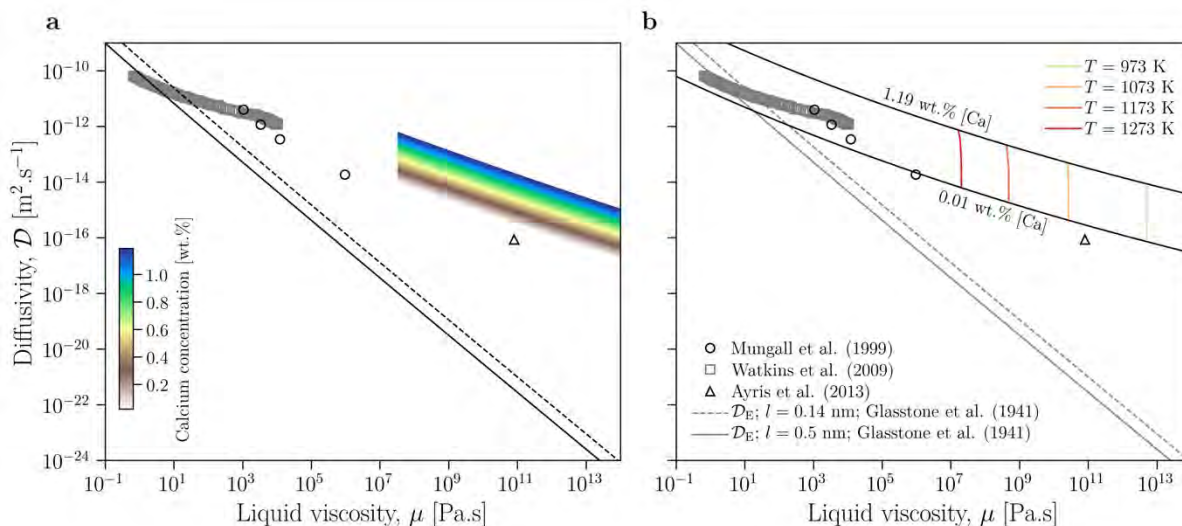 a
Diffusivity, 𝒟 [m².s⁻¹]
10⁻¹⁰
10⁻¹²
10⁻¹⁴
10⁻¹⁶
10⁻¹⁸
10⁻²⁰
10⁻²²
10⁻²⁴
1.0
0.8
0.6
0.4
0.2
Calcium concentration [wt.%]
10⁻¹ 10¹ 10³ 10⁵ 10⁷ 10⁹ 10¹¹ 10¹³
Liquid viscosity, μ [Pa.s]
b
T = 973 K
T = 1073 K
T = 1173 K
T = 1273 K
1.19 wt.% [Ca]
0.01 wt.% [Ca]
Mungall et al. (1999)
Watkins et al. (2009)
Ayris et al. (2013)
𝒟_E; l = 0.14 nm; Glasstone et al. (1941)
𝒟_E; l = 0.5 nm; Glasstone et al. (1941)
10⁻¹ 10¹ 10³ 10⁵ 10⁷ 10⁹ 10¹¹ 10¹³
Liquid viscosity, μ [Pa.s]